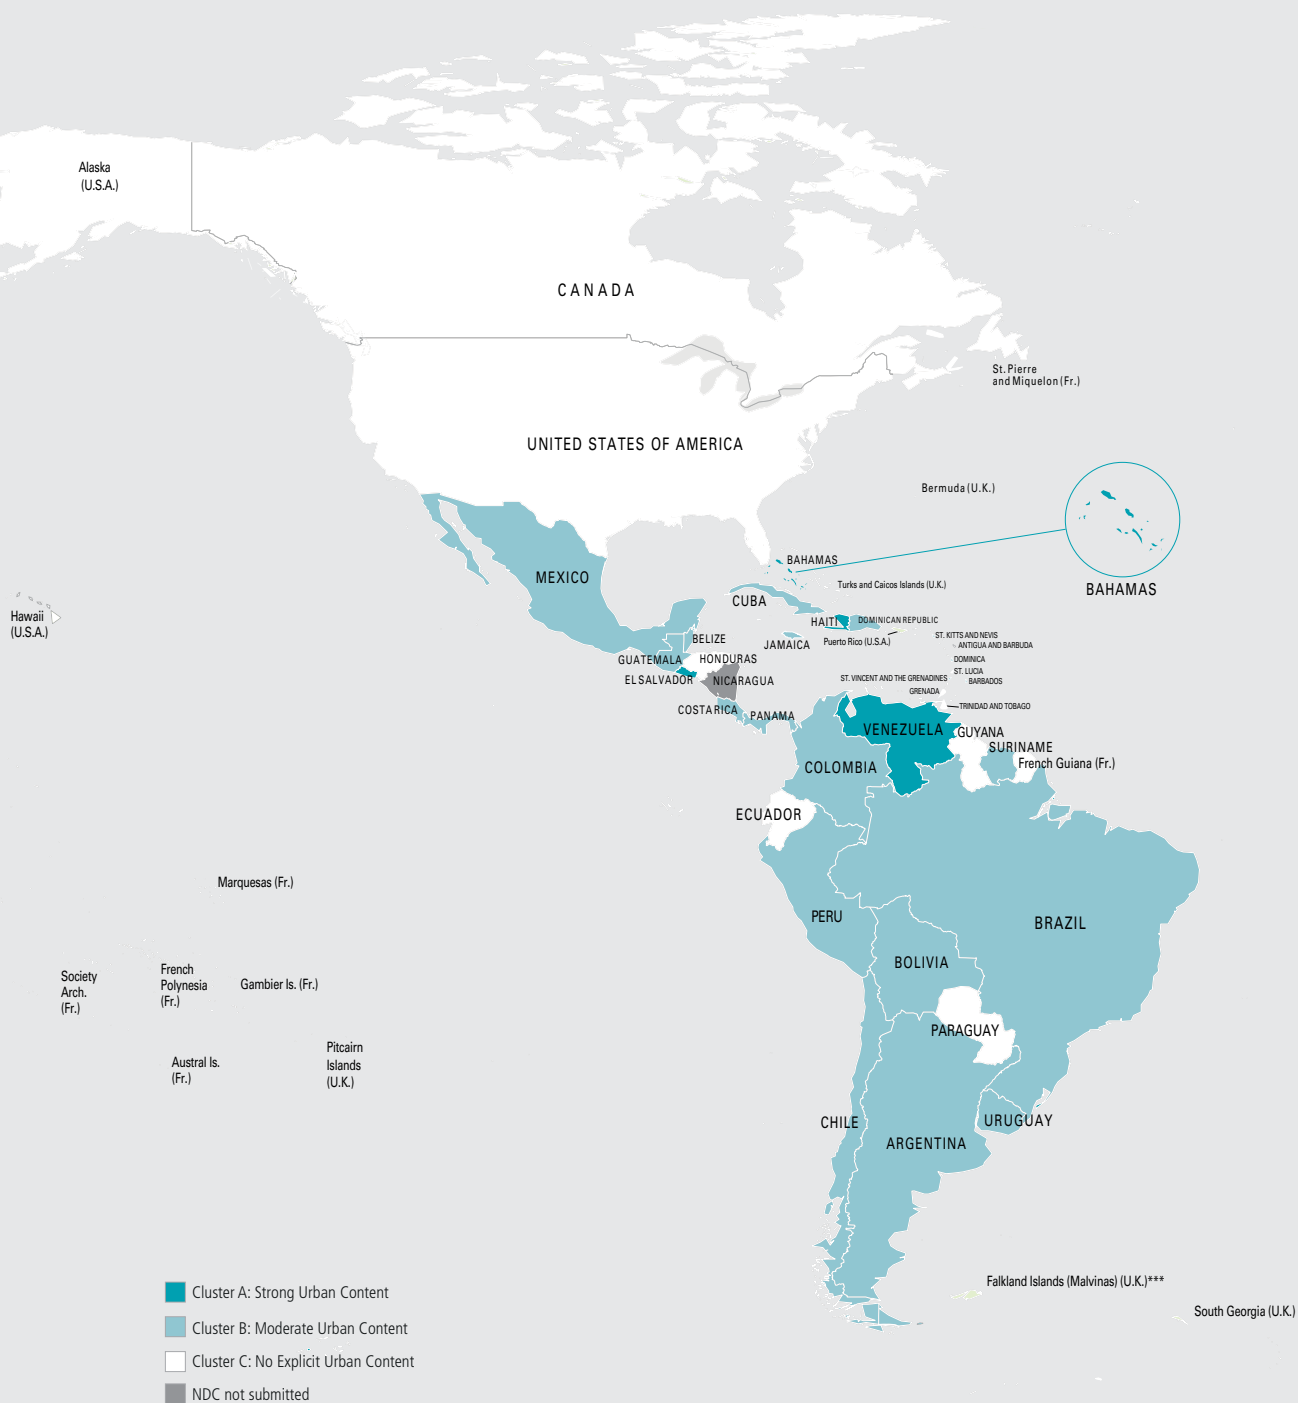 Alaska
(U.S.A.)
CANADA
St. Pierre
and Miquelon (Fr.)
UNITED STATES OF AMERICA
Bermuda (U.K.)
BAHAMAS
BAHAMAS
MEXICO
Turks and Caicos Islands (U.K.)
CUBA
Hawaii
(U.S.A.)
HAITI
DOMINICAN REPUBLIC
BELIZE
JAMAICA
Puerto Rico (U.S.A.)
ST. KITTS AND NEVIS
ANTIGUA AND BARBUDA
GUATEMALA
HONDURAS
DOMINICA
ST. LUCIA
EL SALVADOR
NICARAGUA
ST. VINCENT AND THE GRENADINES
BARBADOS
GRENADA
COSTA RICA
PANAMA
TRINIDAD AND TOBAGO
VENEZUELA
GUYANA
SURINAME
French Guiana (Fr.)
COLOMBIA
ECUADOR
Marquesas (Fr.)
PERU
BRAZIL
BOLIVIA
Society
Arch.
(Fr.)
French
Polynesia
(Fr.)
Gambier Is. (Fr.)
PARAGUAY
Austral Is.
(Fr.)
Pitcairn
Islands
(U.K.)
CHILE
URUGUAY
ARGENTINA
Falkland Islands (Malvinas) (U.K.)***
South Georgia (U.K.)
Cluster A: Strong Urban Content
Cluster B: Moderate Urban Content
Cluster C: No Explicit Urban Content
NDC not submitted